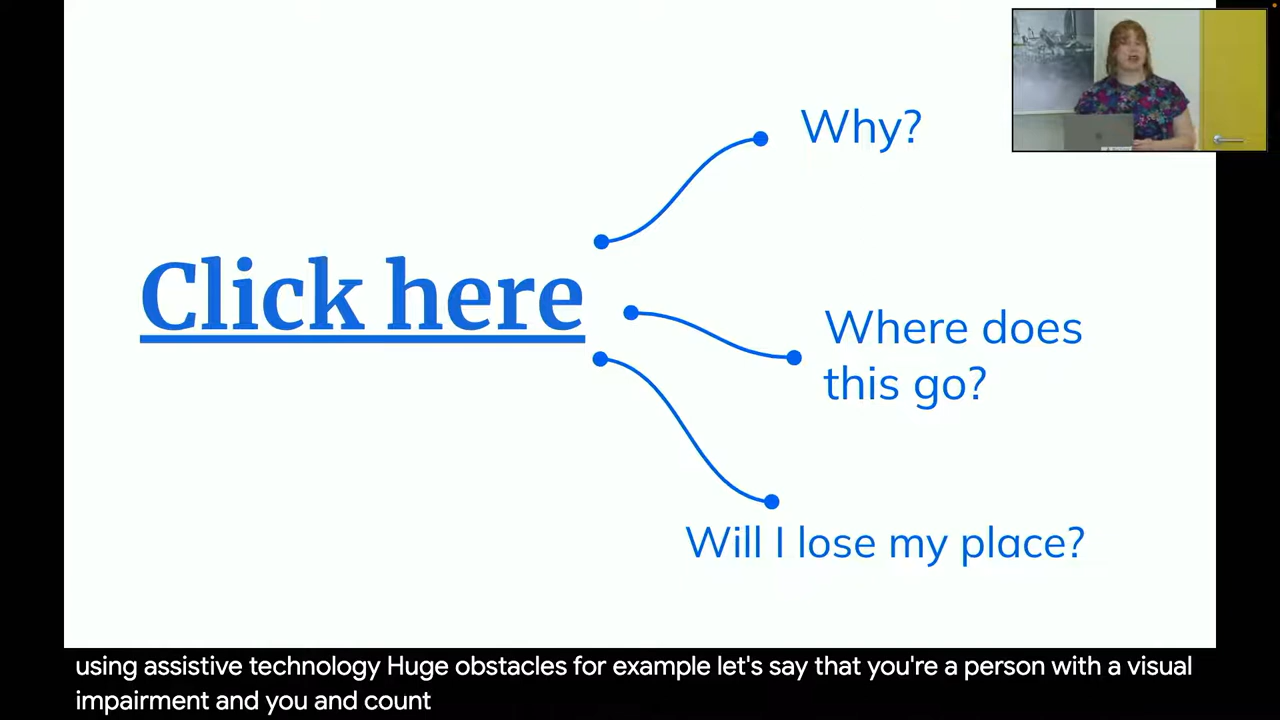 Why?
Click here
Where does
this go?
Will I lose my place?
using assistive technology Huge obstacles for example let's say that you're a person with a visual
impairment and you and count